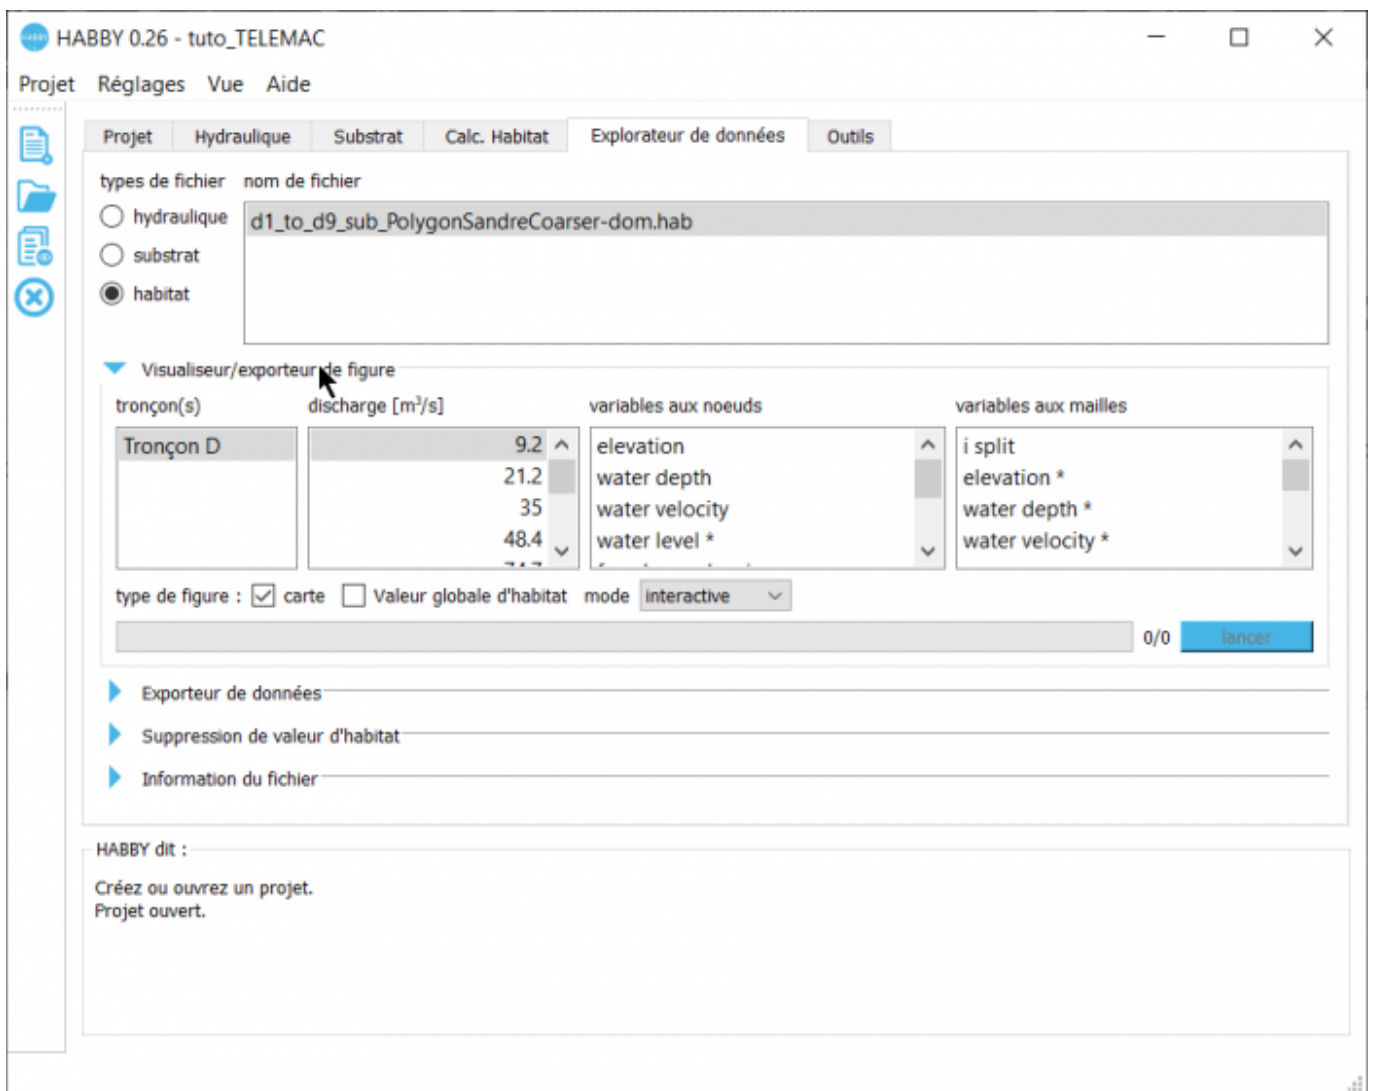 HABBY 0.26 - tuto_TELEMAC
Projet Réglages Vue Aide
Projet Hydraulique Substrat Calc. Habitat Explorateur de données Outils
types de fichier nom de fichier
hydraulique d1_to_d9_sub_PolygonSandreCoarser-dom.hab
substrat
habitat
Visualiseur/exporteur de figure
tronçon(s) discharge [m³/s] variables aux noeuds variables aux mailles
Tronçon D 9.2 elevation i split
21.2 water depth elevation *
35 water velocity water depth *
48.4 water level * water velocity *
type de figure : carte Valeur globale d'habitat mode interactive
0/0 lancer
Exporteur de données
Suppression de valeur d'habitat
Information du fichier
HABBY dit :
Créez ou ouvrez un projet.
Projet ouvert.